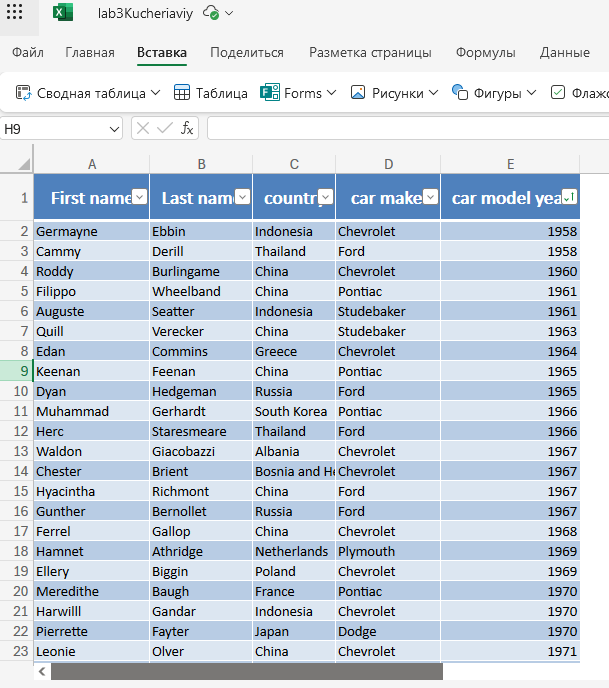 lab3Kucheriaviy
Файл Главная Вставка Поделиться Разметка страницы Формулы Данные
Сводная таблица Таблица Forms Рисунки Фигуры Флажо
H9 fx
A B C D E
1 First name Last nam countr car make car model yea
2 Germayne Ebbin Indonesia Chevrolet 1958
3 Cammy Derill Thailand Ford 1958
4 Roddy Burlingame China Chevrolet 1960
5 Filippo Wheelband China Pontiac 1961
6 Auguste Seatter Indonesia Studebaker 1961
7 Quill Verecker China Studebaker 1963
8 Edan Commins Greece Chevrolet 1964
9 Keenan Feenan China Pontiac 1965
10 Dyan Hedgeman Russia Ford 1965
11 Muhammad Gerhardt South Korea Pontiac 1966
12 Herc Staresmeare Thailand Ford 1966
13 Waldon Giacobazzi Albania Chevrolet 1967
14 Chester Brient Bosnia and He Chevrolet 1967
15 Hyacintha Richmont China Ford 1967
16 Gunther Bernollet Russia Ford 1967
17 Ferrel Gallop China Chevrolet 1968
18 Hamnet Athridge Netherlands Plymouth 1969
19 Ellery Biggin Poland Chevrolet 1969
20 Meredithe Baugh France Pontiac 1970
21 Harwilll Gandar Indonesia Chevrolet 1970
22 Pierrette Fayter Japan Dodge 1970
23 Leonie Olver China Chevrolet 1971